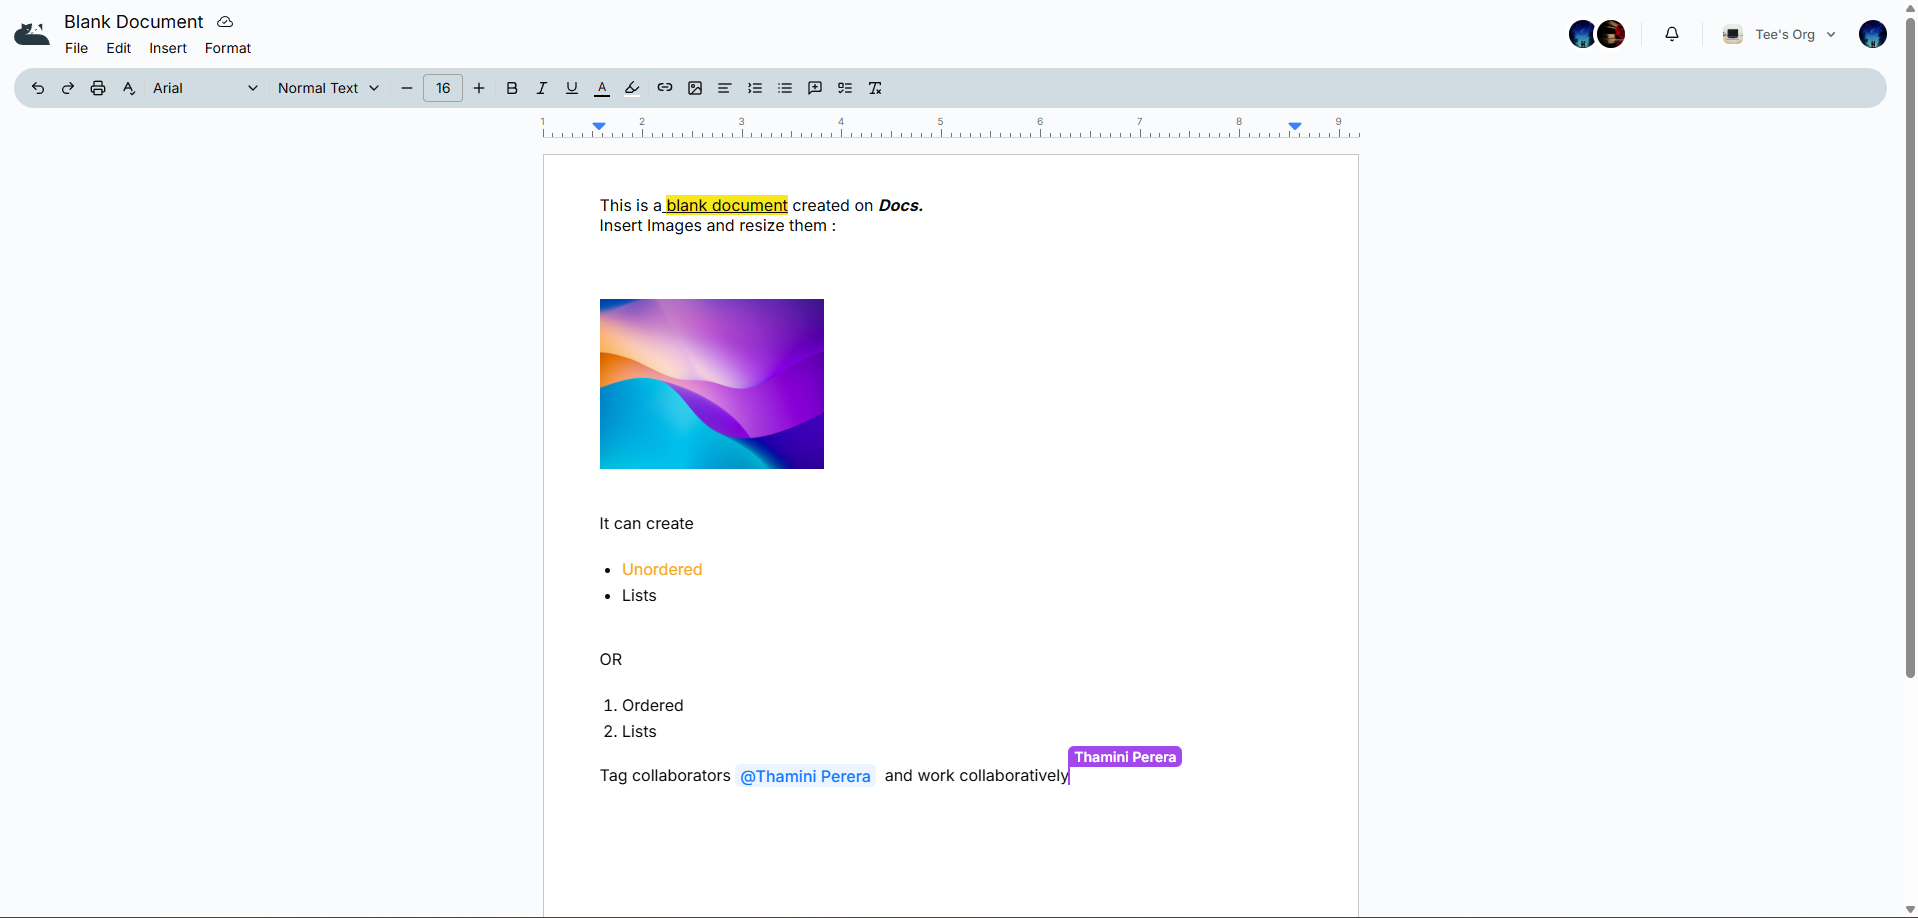 Blank Document
File Edit Insert Format
Tee's Org
Arial Normal Text 16 B I U A
1 2 3 4 5 6 7 8 9
This is a blank document created on Docs.
Insert Images and resize them :
It can create
• Unordered
• Lists
OR
1. Ordered
2. Lists
Thamini Perera
Tag collaborators @Thamini Perera and work collaboratively